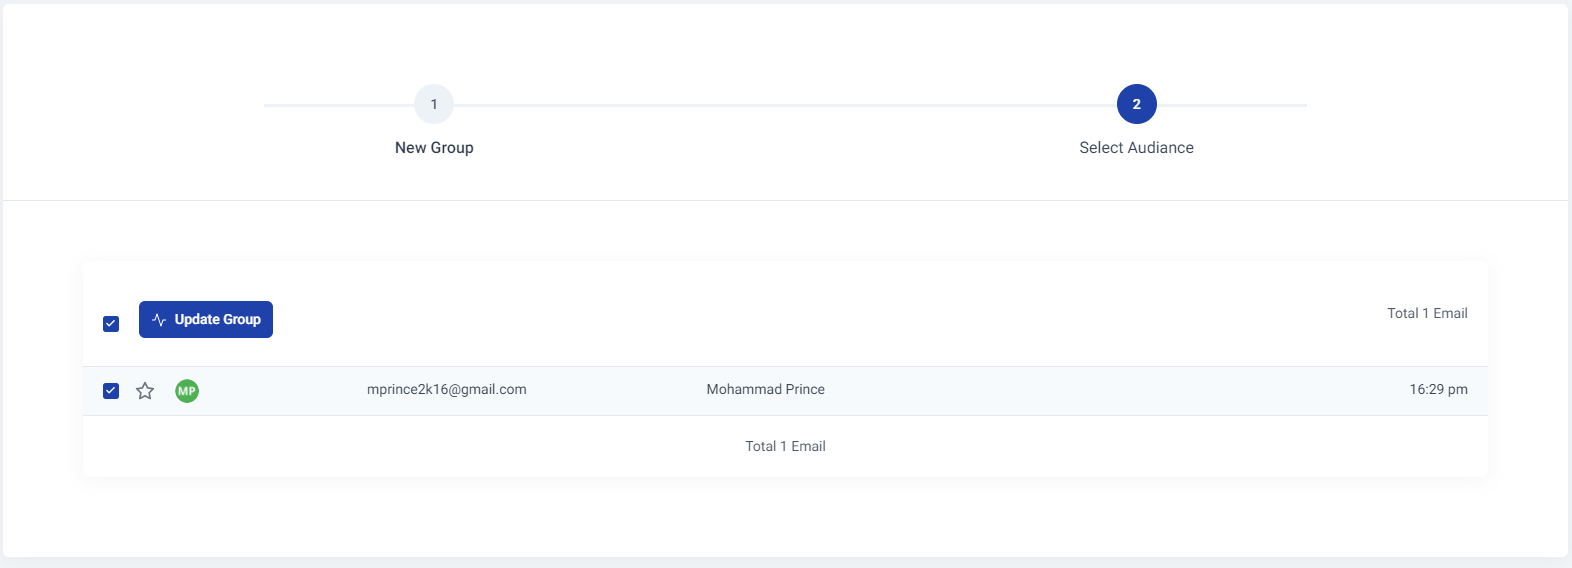 1
2
New Group
Select Audiance
Update Group
Total 1 Email
MP mprince2k16@gmail.com Mohammad Prince 16:29 pm
Total 1 Email